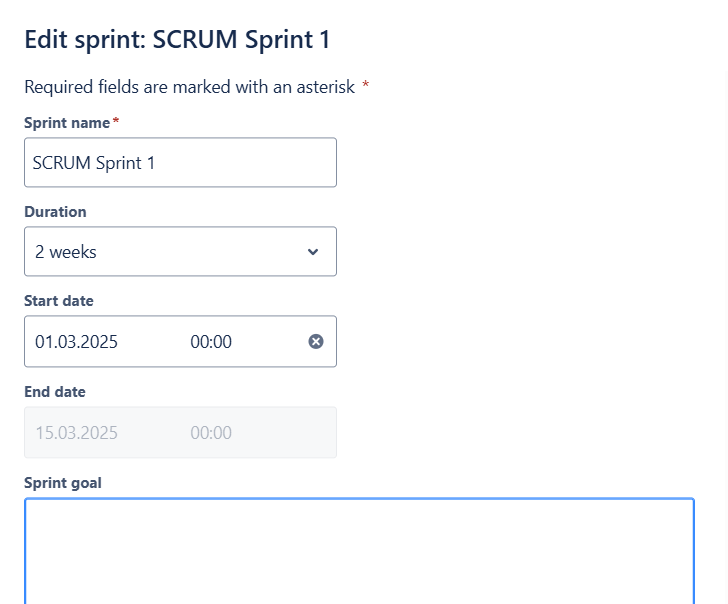 Edit sprint: SCRUM Sprint 1
Required fields are marked with an asterisk *
Sprint name*
SCRUM Sprint 1
Duration
2 weeks
Start date
01.03.2025 00:00
End date
15.03.2025 00:00
Sprint goal